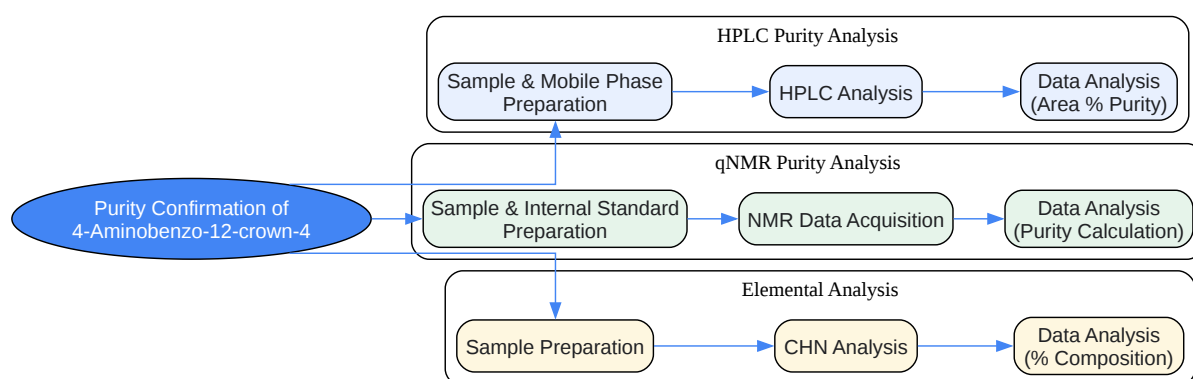 HPLC Purity Analysis
Sample & Mobile Phase
Preparation
HPLC Analysis
Data Analysis
(Area % Purity)
Purity Confirmation of
4-Aminobenzo-12-crown-4
qNMR Purity Analysis
Sample & Internal Standard
Preparation
NMR Data Acquisition
Data Analysis
(Purity Calculation)
Elemental Analysis
Sample Preparation
CHN Analysis
Data Analysis
(% Composition)